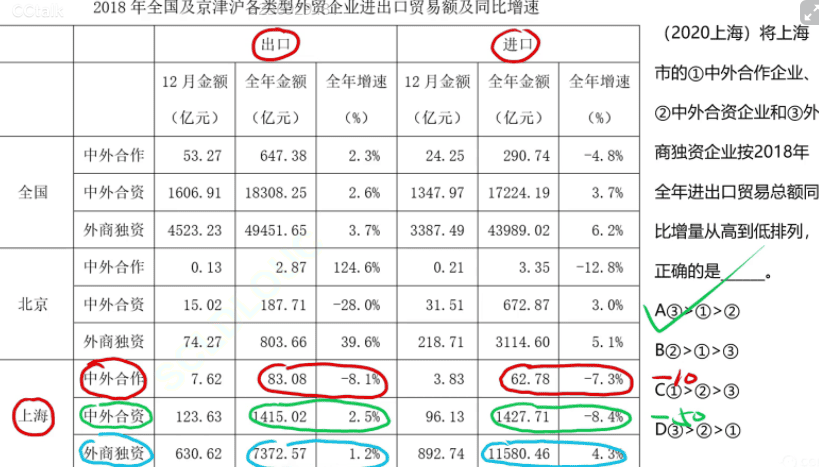 CCtalk
2018 年全国及京津沪各类型外贸企业进出口贸易额及同比增速
出口 进口
12 月金额 全年金额 全年增速 12 月金额 全年金额 全年增速
(亿元) (亿元) (%) (亿元) (亿元) (%)
全国
中外合作 53.27 647.38 2.3% 24.25 290.74 -4.8%
中外合资 1606.91 18308.25 2.6% 1347.97 17224.19 3.7%
外商独资 4523.23 49451.65 3.7% 3387.49 43989.02 6.2%
北京
中外合作 0.13 2.87 124.6% 0.21 3.35 -12.8%
中外合资 15.02 187.71 -28.0% 31.51 672.87 3.0%
外商独资 74.27 803.66 39.6% 218.71 3114.60 5.1%
上海
中外合作 7.62 83.08 -8.1% 3.83 62.78 -7.3%
中外合资 123.63 1415.02 2.5% 96.13 1427.71 -8.4%
外商独资 630.62 7372.57 1.2% 892.74 11580.46 4.3%
(2020上海)将上海
市的①中外合作企业、
②中外合资企业和③外
商独资企业按2018年
全年进出口贸易总额同
比增量从高到低排列，
正确的是_____。
A③>①>②
B②>①>③
-10
C①>②>③
-50
D③>②>①